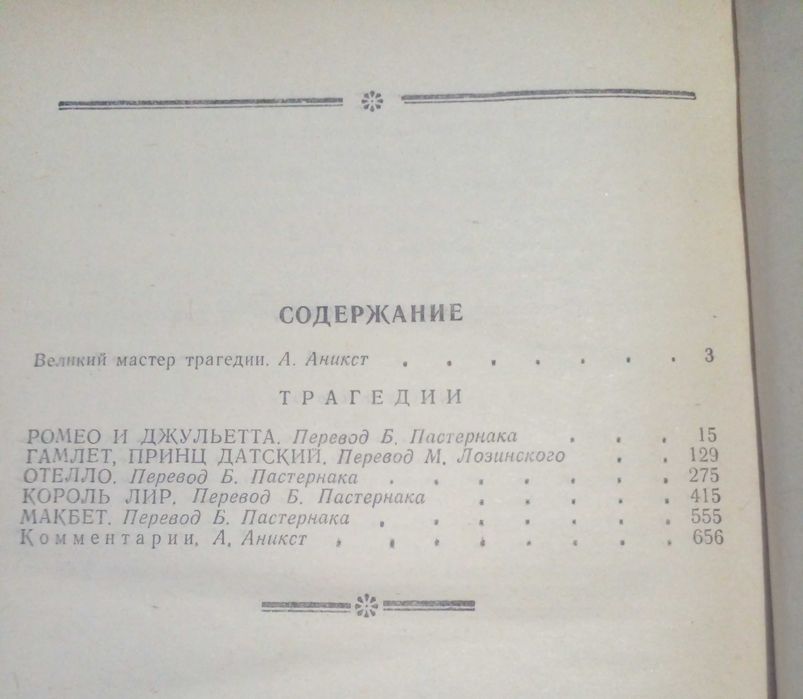 СОДЕРЖАНИЕ
Великий мастер трагедии. А. Аникст . . . . . . . 3
ТРАГЕДИИ
РОМЕО И ДЖУЛЬЕТТА. Перевод Б. Пастернака . . . 15
ГАМЛЕТ, ПРИНЦ ДАТСКИЙ. Перевод М. Лозинского . . 129
ОТЕЛЛО. Перевод Б. Пастернака . . . . . . . 275
КОРОЛЬ ЛИР. Перевод Б. Пастернака . . . . . 415
МАКБЕТ. Перевод Б. Пастернака . . . . . . . 555
Комментарии. А. Аникст . . . . . . . . 656